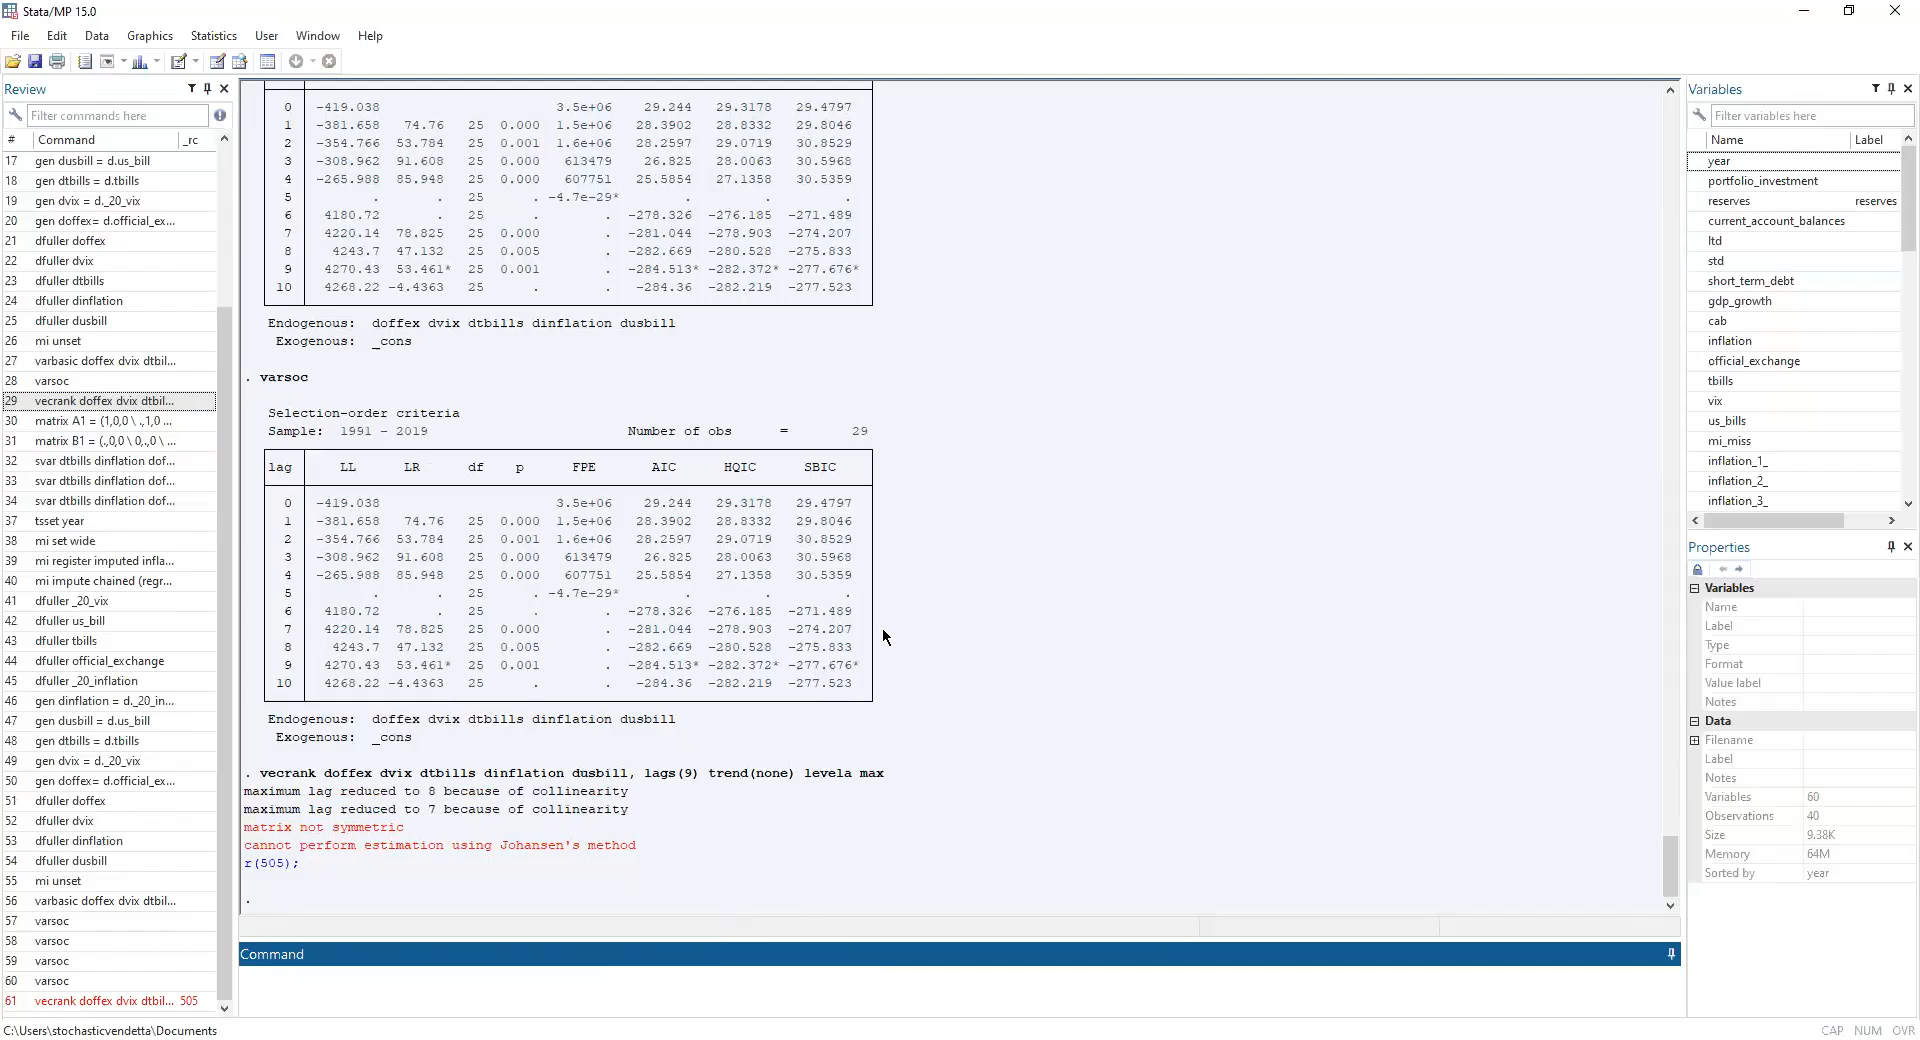 Stata/MP 15.0
File Edit Data Graphics Statistics User Window Help
Review
Filter commands here
# Command _rc
17 gen dusbill = d.us_bill
18 gen dtbills = d.tbills
19 gen dvix = d._20_vix
20 gen doffex= d.official_ex...
21 dfuller doffex
22 dfuller dvix
23 dfuller dtbills
24 dfuller dinflation
25 dfuller dusbill
26 mi unset
27 varbasic doffex dvix dtbil...
28 varsoc
29 vecrank doffex dvix dtbil...
30 matrix A1 = (1,0,0 \ .,1,0 ...
31 matrix B1 = (.,0,0 \ 0,.,0 \ ...
32 svar dtbills dinflation dof...
33 svar dtbills dinflation dof...
34 svar dtbills dinflation dof...
37 tsset year
38 mi set wide
39 mi register imputed infla...
40 mi impute chained (regr...
41 dfuller _20_vix
42 dfuller us_bill
43 dfuller tbills
44 dfuller official_exchange
45 dfuller _20_inflation
46 gen dinflation = d._20_in...
47 gen dusbill = d.us_bill
48 gen dtbills = d.tbills
49 gen dvix = d._20_vix
50 gen doffex= d.official_ex...
51 dfuller doffex
52 dfuller dvix
53 dfuller dinflation
54 dfuller dusbill
55 mi unset
56 varbasic doffex dvix dtbil...
57 varsoc
58 varsoc
59 varsoc
60 varsoc
61 vecrank doffex dvix dtbil... 505
0 -419.038 3.5e+06 29.244 29.3178 29.4797
1 -381.658 74.76 25 0.000 1.5e+06 28.3902 28.8332 29.8046
2 -354.766 53.784 25 0.001 1.6e+06 28.2597 29.0719 30.8529
3 -308.962 91.608 25 0.000 613479 26.825 28.0063 30.5968
4 -265.988 85.948 25 0.000 607751 25.5854 27.1358 30.5359
5 . . 25 . -4.7e-29* . . .
6 4180.72 . 25 . . -278.326 -276.185 -271.489
7 4220.14 78.825 25 0.000 . -281.044 -278.903 -274.207
8 4243.7 47.132 25 0.005 . -282.669 -280.528 -275.833
9 4270.43 53.461* 25 0.001 . -284.513* -282.372* -277.676*
10 4268.22 -4.4363 25 . . -284.36 -282.219 -277.523
Endogenous: doffex dvix dtbills dinflation dusbill
Exogenous: _cons
. varsoc
Selection-order criteria
Sample: 1991 - 2019 Number of obs = 29
lag LL LR df p FPE AIC HQIC SBIC
0 -419.038 3.5e+06 29.244 29.3178 29.4797
1 -381.658 74.76 25 0.000 1.5e+06 28.3902 28.8332 29.8046
2 -354.766 53.784 25 0.001 1.6e+06 28.2597 29.0719 30.8529
3 -308.962 91.608 25 0.000 613479 26.825 28.0063 30.5968
4 -265.988 85.948 25 0.000 607751 25.5854 27.1358 30.5359
5 . . 25 . -4.7e-29* . . .
6 4180.72 . 25 . . -278.326 -276.185 -271.489
7 4220.14 78.825 25 0.000 . -281.044 -278.903 -274.207
8 4243.7 47.132 25 0.005 . -282.669 -280.528 -275.833
9 4270.43 53.461* 25 0.001 . -284.513* -282.372* -277.676*
10 4268.22 -4.4363 25 . . -284.36 -282.219 -277.523
Endogenous: doffex dvix dtbills dinflation dusbill
Exogenous: _cons
. vecrank doffex dvix dtbills dinflation dusbill, lags(9) trend(none) levela max
maximum lag reduced to 8 because of collinearity
maximum lag reduced to 7 because of collinearity
matrix not symmetric
cannot perform estimation using Johansen's method
r(505);
.
Command
Variables
Filter variables here
Name Label
year
portfolio_investment
reserves reserves
current_account_balances
ltd
std
short_term_debt
gdp_growth
cab
inflation
official_exchange
tbills
vix
us_bills
mi_miss
inflation_1_
inflation_2_
inflation_3_
Properties
Variables
Name
Label
Type
Format
Value label
Notes
Data
Filename
Label
Notes
Variables 60
Observations 40
Size 9.38K
Memory 64M
Sorted by year
C:\Users\stochasticvendetta\Documents
CAP NUM OVR